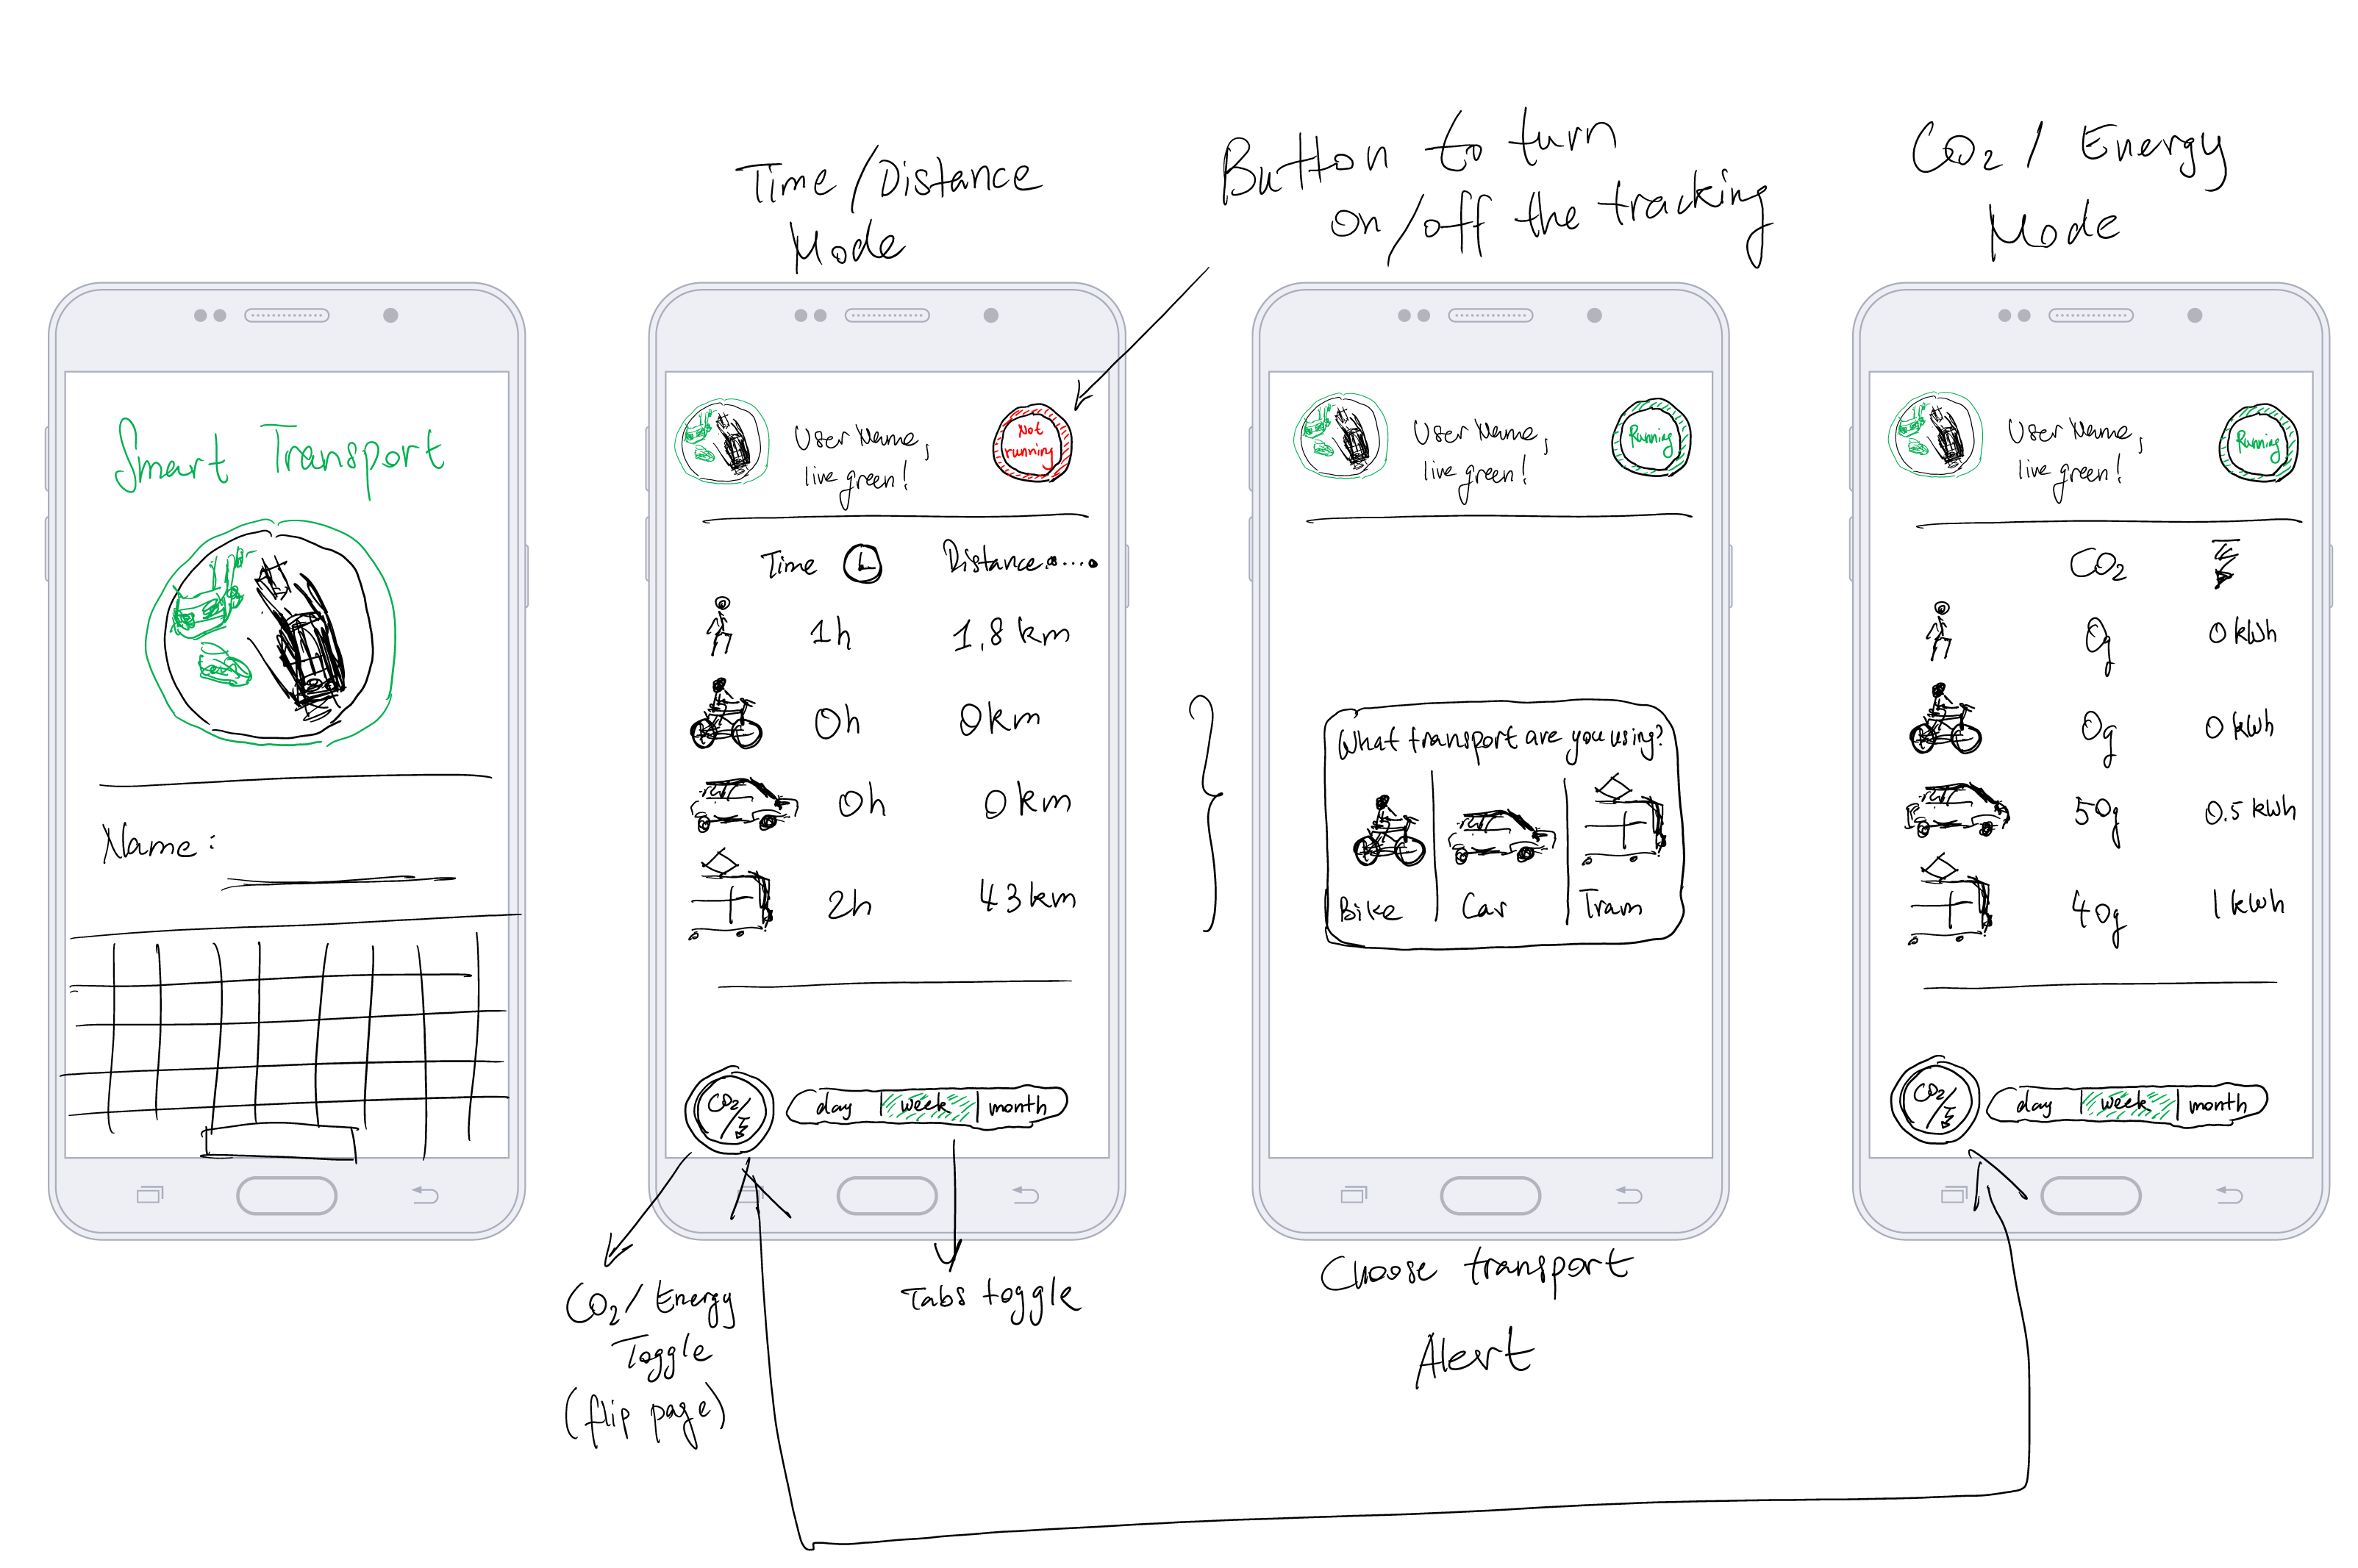 Time/Distance
Mode
Button to turn
on/off the tracking
CO₂ / Energy
Mode
Smart Transport
Name:
User Name,
live green!
Not
running
Time
Distance.....
1h
1,8 km
0h
0 km
0h
0 km
2h
43 km
CO₂/
day
week
month
CO₂/Energy
Toggle
(flip page)
Tabs toggle
User Name,
live green!
Running
What transport are you using?
Bike
Car
Tram
Choose transport
Alert
User Name,
live green!
Running
CO₂
0g
0 kWh
0g
0 kWh
50g
0.5 kWh
40g
1 kWh
CO₂/
day
week
month